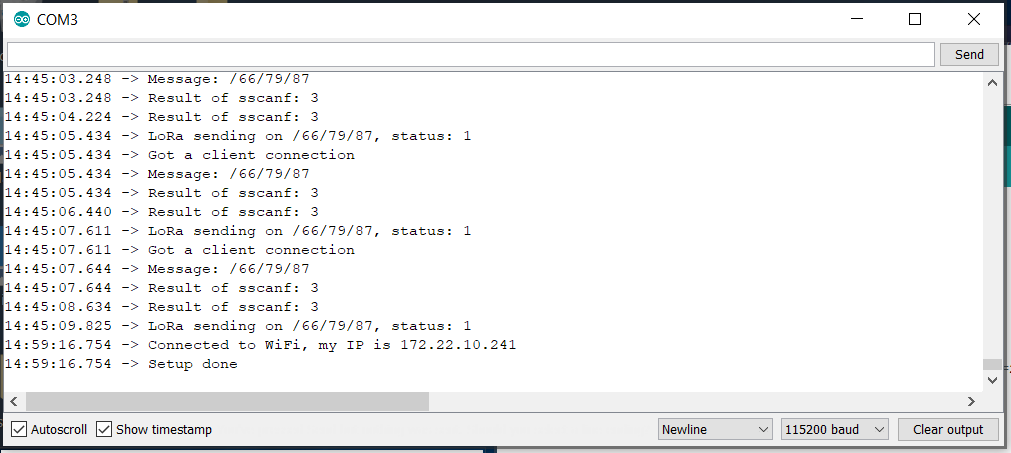 COM3
Send
14:45:03.248 -> Message: /66/79/87
14:45:03.248 -> Result of sscanf: 3
14:45:04.224 -> Result of sscanf: 3
14:45:05.434 -> LoRa sending on /66/79/87, status: 1
14:45:05.434 -> Got a client connection
14:45:05.434 -> Message: /66/79/87
14:45:05.434 -> Result of sscanf: 3
14:45:06.440 -> Result of sscanf: 3
14:45:07.611 -> LoRa sending on /66/79/87, status: 1
14:45:07.611 -> Got a client connection
14:45:07.644 -> Message: /66/79/87
14:45:07.644 -> Result of sscanf: 3
14:45:08.634 -> Result of sscanf: 3
14:45:09.825 -> LoRa sending on /66/79/87, status: 1
14:59:16.754 -> Connected to WiFi, my IP is 172.22.10.241
14:59:16.754 -> Setup done
Autoscroll Show timestamp Newline 115200 baud Clear output